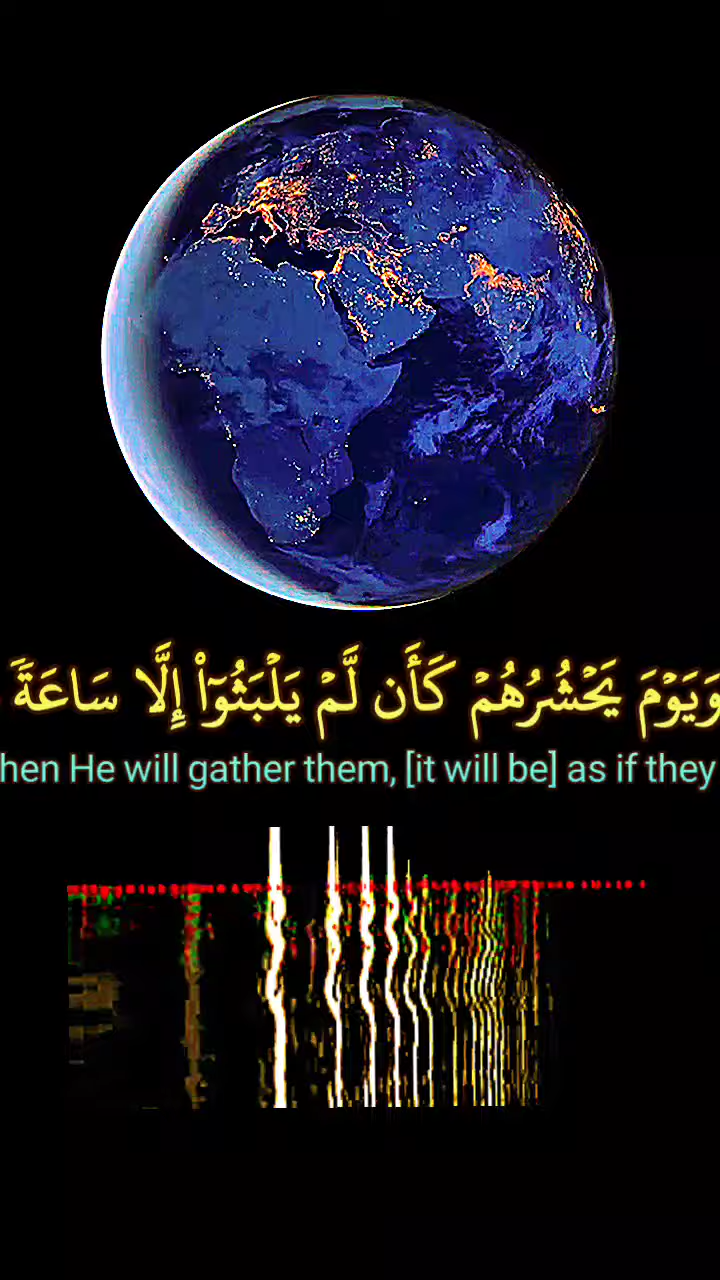 وَيَوْمَ يَحْشُرُهُمْ كَأَن لَّمْ يَلْبَثُوٓا۟ إِلَّا سَاعَةً
hen He will gather them, [it will be] as if they